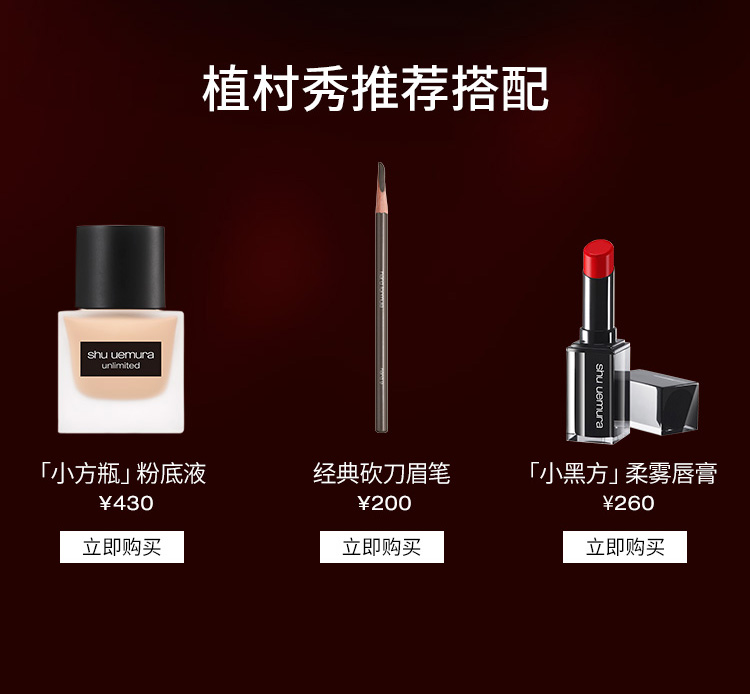 植村秀推荐搭配
shu uemura
unlimited
shu uemura
「小方瓶」粉底液
¥430
立即购买
经典砍刀眉笔
¥200
立即购买
「小黑方」柔雾唇膏
¥260
立即购买